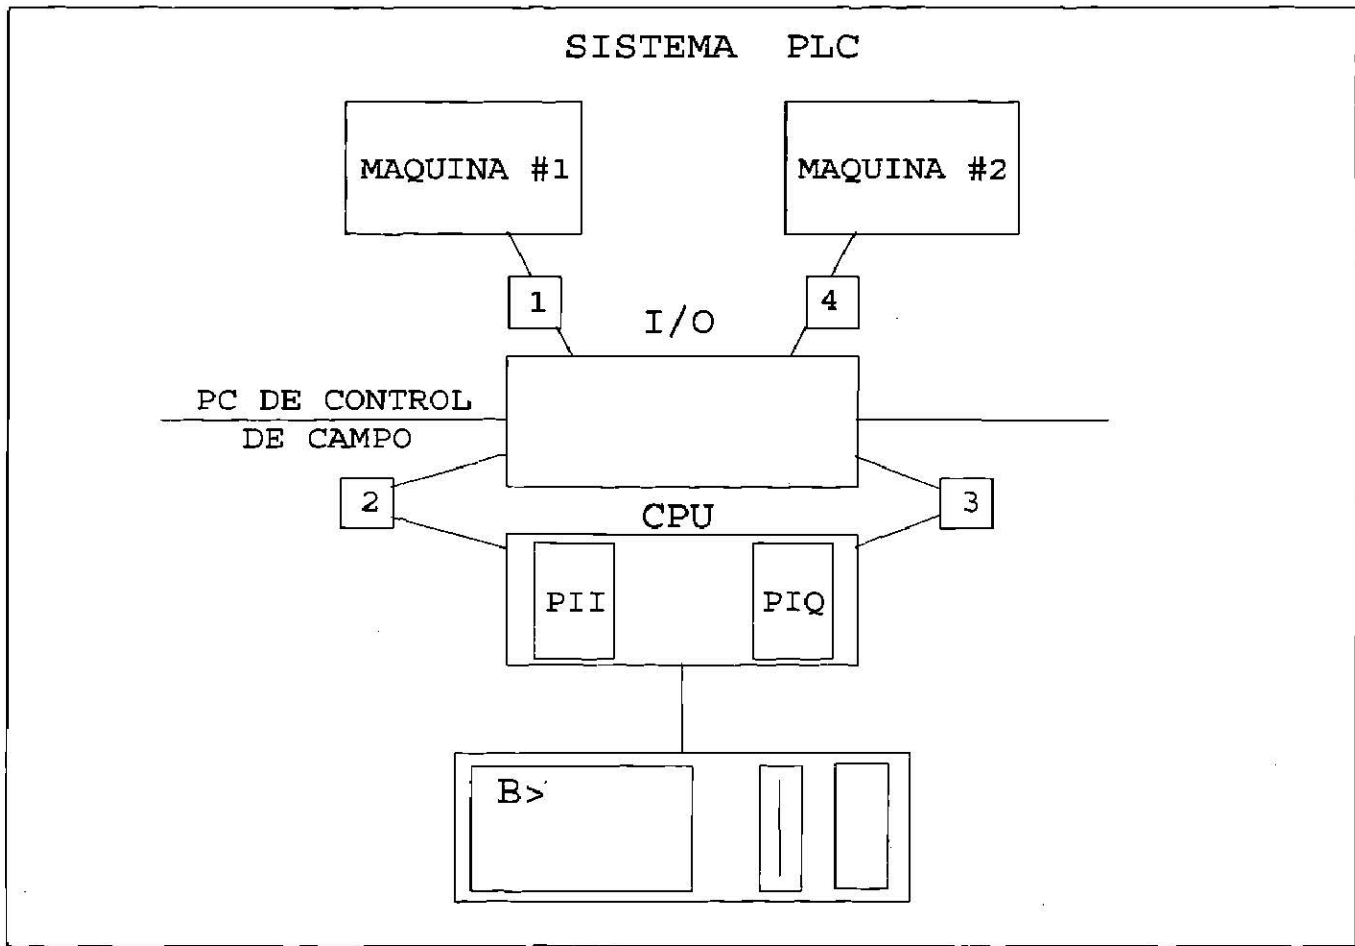 SISTEMA PLC
MAQUINA #1
MAQUINA #2
1
4
I/O
PC DE CONTROL
DE CAMPO
2
3
CPU
PII
PIQ
B>